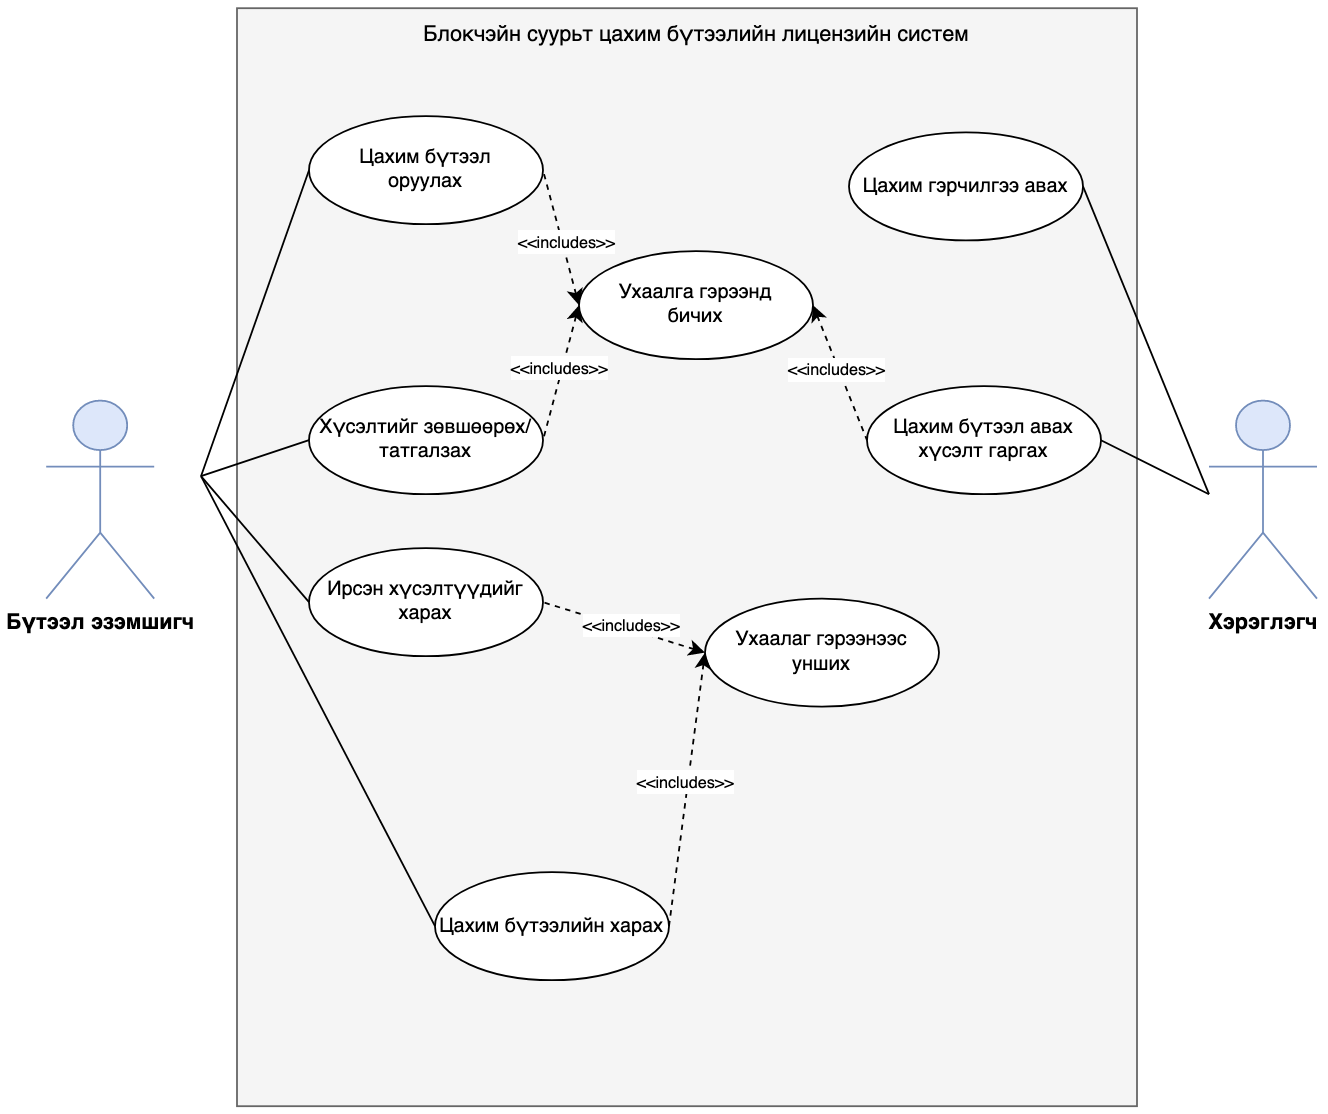 Блокчэйн суурьт цахим бүтээлийн лицензийн систем
Цахим бүтээл
оруулах
Цахим гэрчилгээ авах
<<includes>>
Ухаалга гэрээнд
бичих
<<includes>>
<<includes>>
Хүсэлтийг зөвшөөрөх/
татгалзах
Цахим бүтээл авах
хүсэлт гаргах
Ирсэн хүсэлтүүдийг
харах
<<includes>>
Ухаалаг гэрээнээс
унших
Бүтээл эзэмшигч
Хэрэглэгч
<<includes>>
Цахим бүтээлийн харах